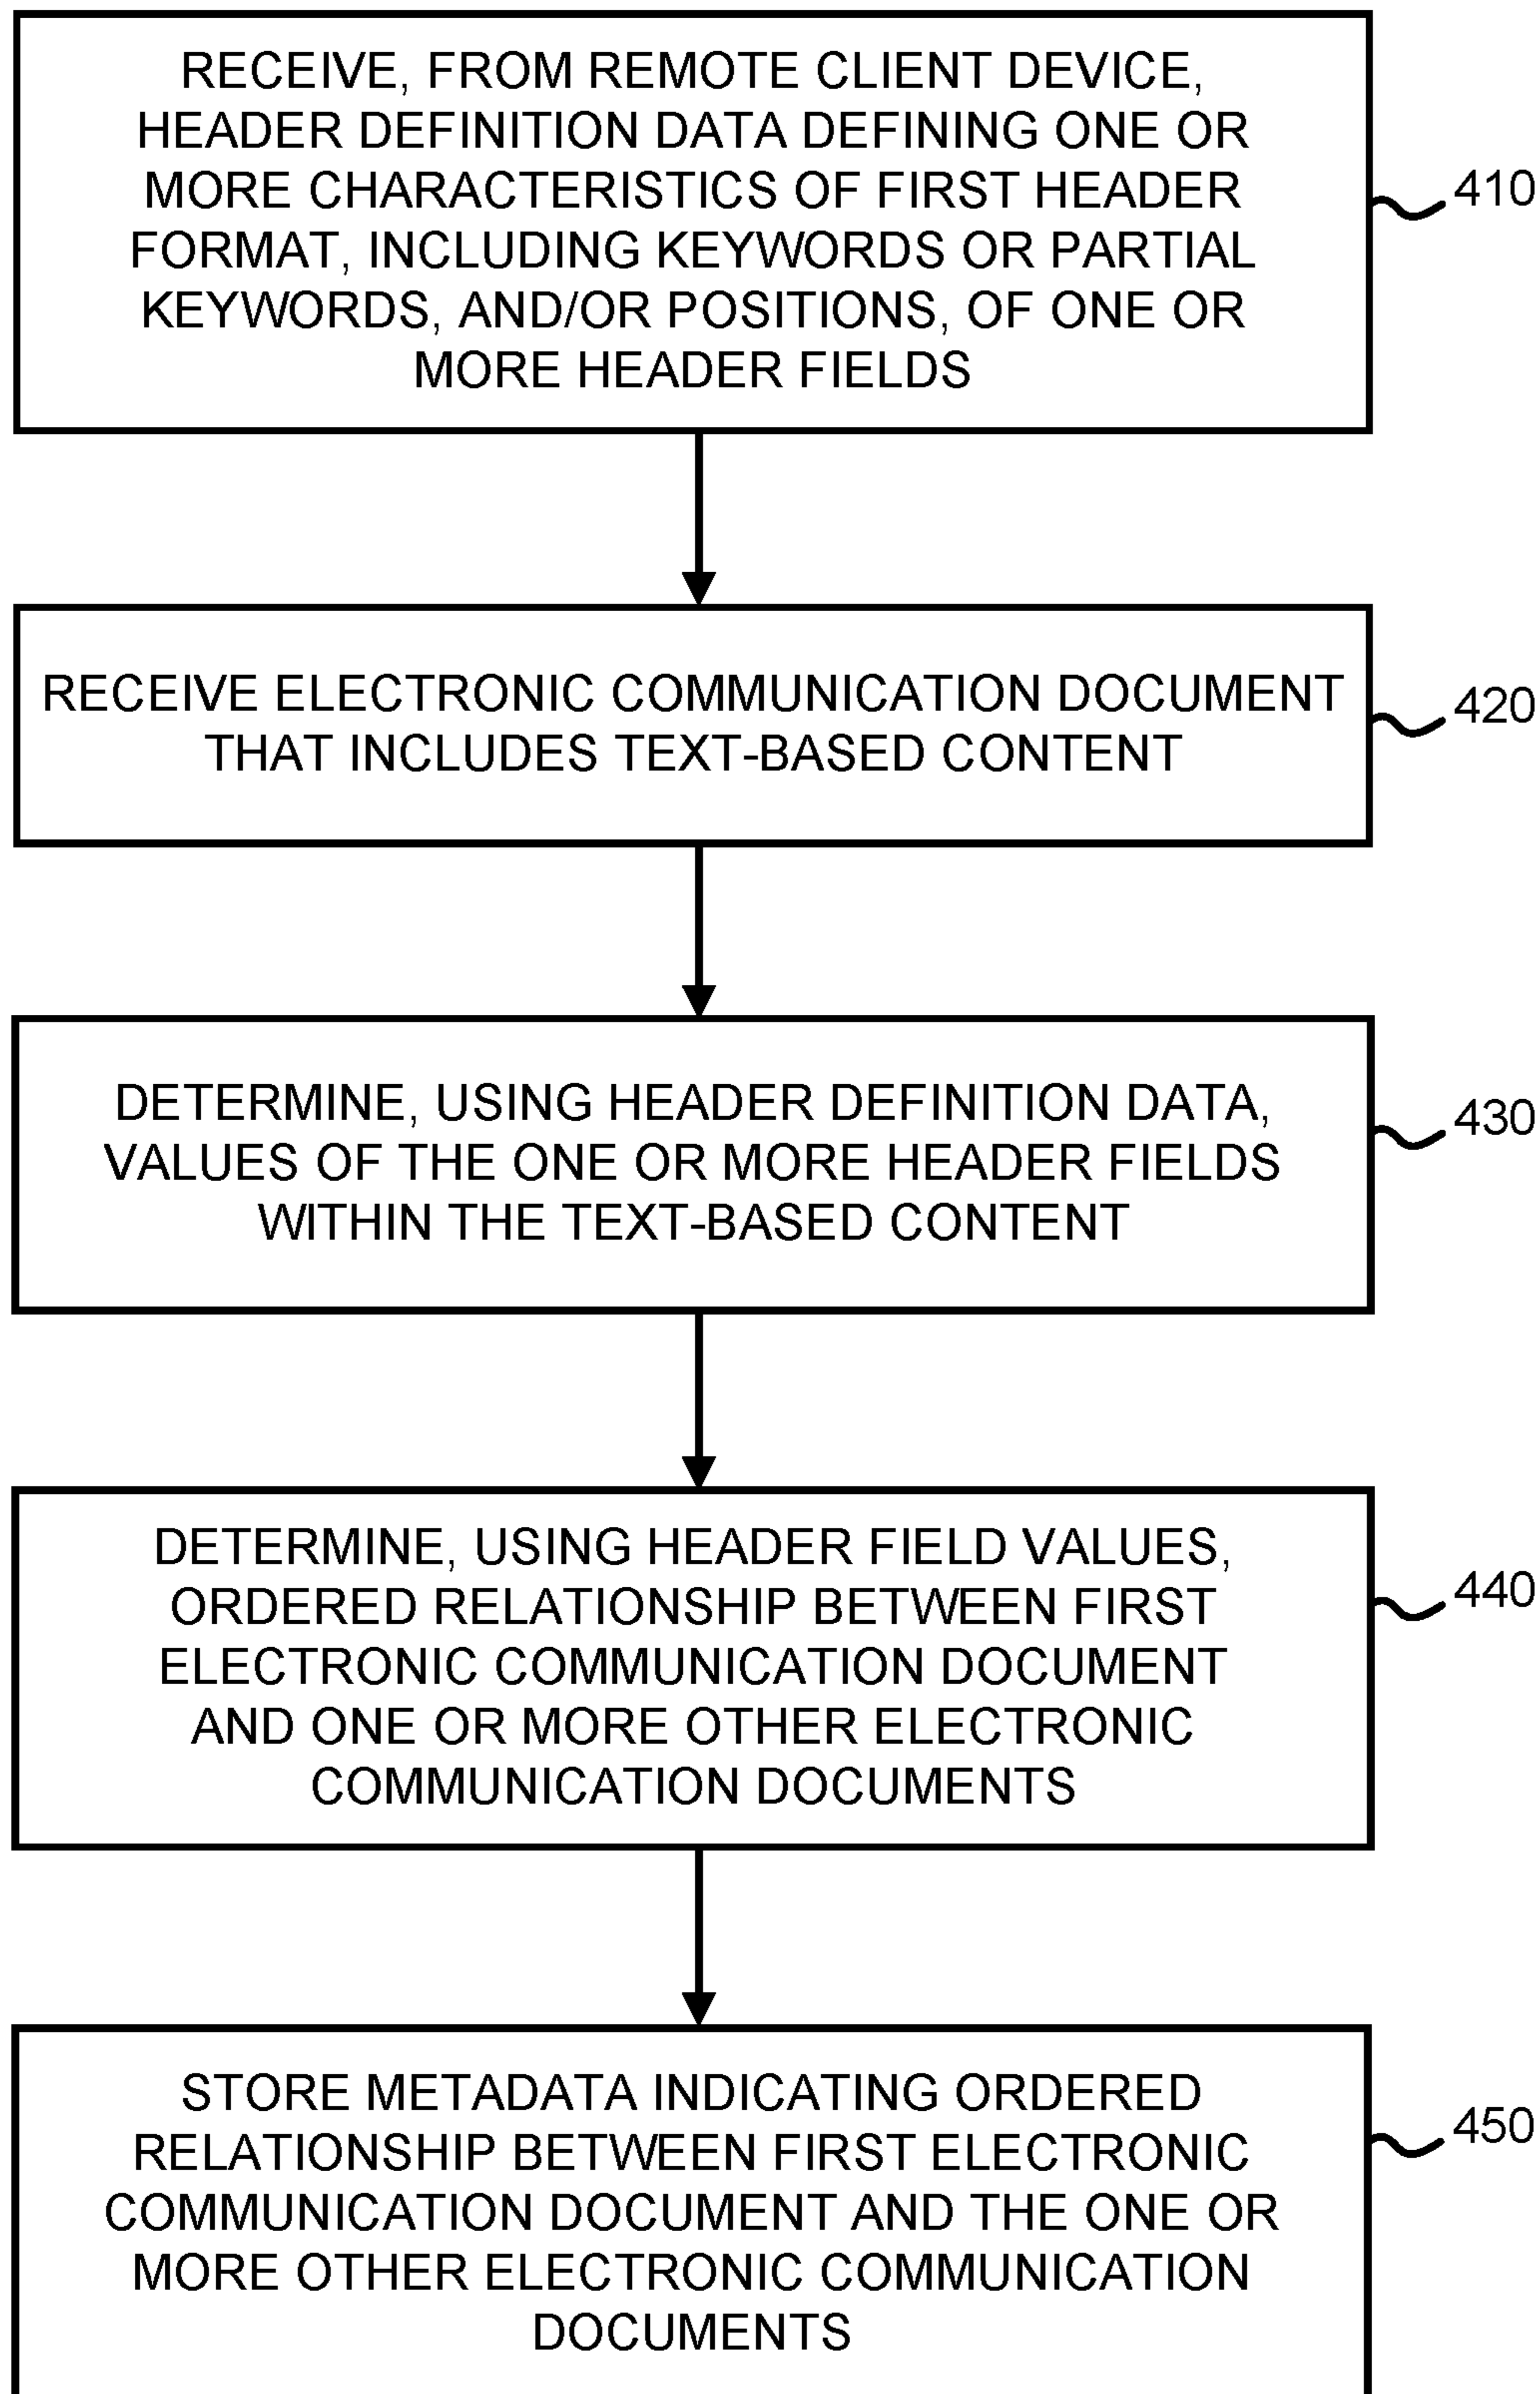 RECEIVE, FROM REMOTE CLIENT DEVICE,
HEADER DEFINITION DATA DEFINING ONE OR
MORE CHARACTERISTICS OF FIRST HEADER
FORMAT, INCLUDING KEYWORDS OR PARTIAL
KEYWORDS, AND/OR POSITIONS, OF ONE OR
MORE HEADER FIELDS
410
RECEIVE ELECTRONIC COMMUNICATION DOCUMENT
THAT INCLUDES TEXT-BASED CONTENT
420
DETERMINE, USING HEADER DEFINITION DATA,
VALUES OF THE ONE OR MORE HEADER FIELDS
WITHIN THE TEXT-BASED CONTENT
430
DETERMINE, USING HEADER FIELD VALUES,
ORDERED RELATIONSHIP BETWEEN FIRST
ELECTRONIC COMMUNICATION DOCUMENT
AND ONE OR MORE OTHER ELECTRONIC
COMMUNICATION DOCUMENTS
440
STORE METADATA INDICATING ORDERED
RELATIONSHIP BETWEEN FIRST ELECTRONIC
COMMUNICATION DOCUMENT AND THE ONE OR
MORE OTHER ELECTRONIC COMMUNICATION
DOCUMENTS
450